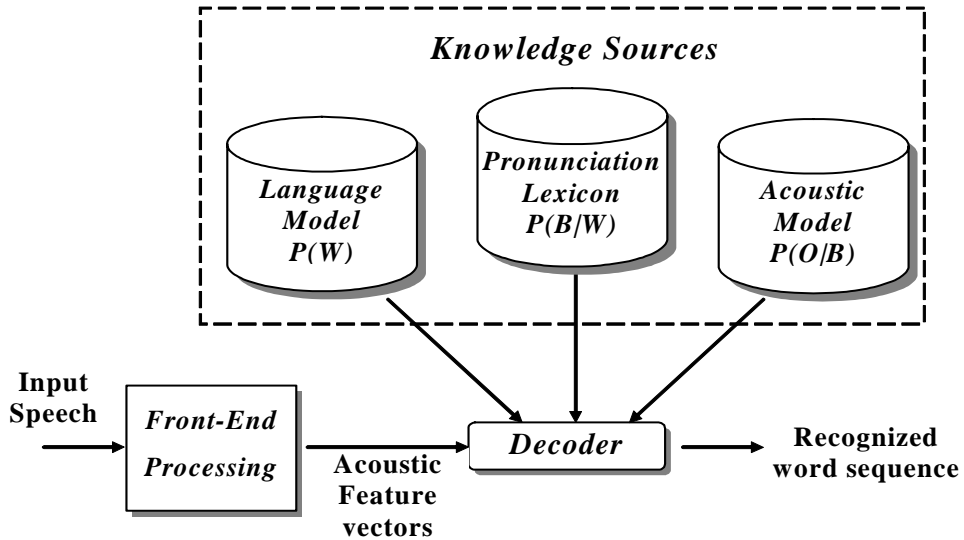 Knowledge Sources
Language
Model
P(W)
Pronunciation
Lexicon
P(B/W)
Acoustic
Model
P(O/B)
Input
Speech
Front-End
Processing
Acoustic
Feature
vectors
Decoder
Recognized
word sequence